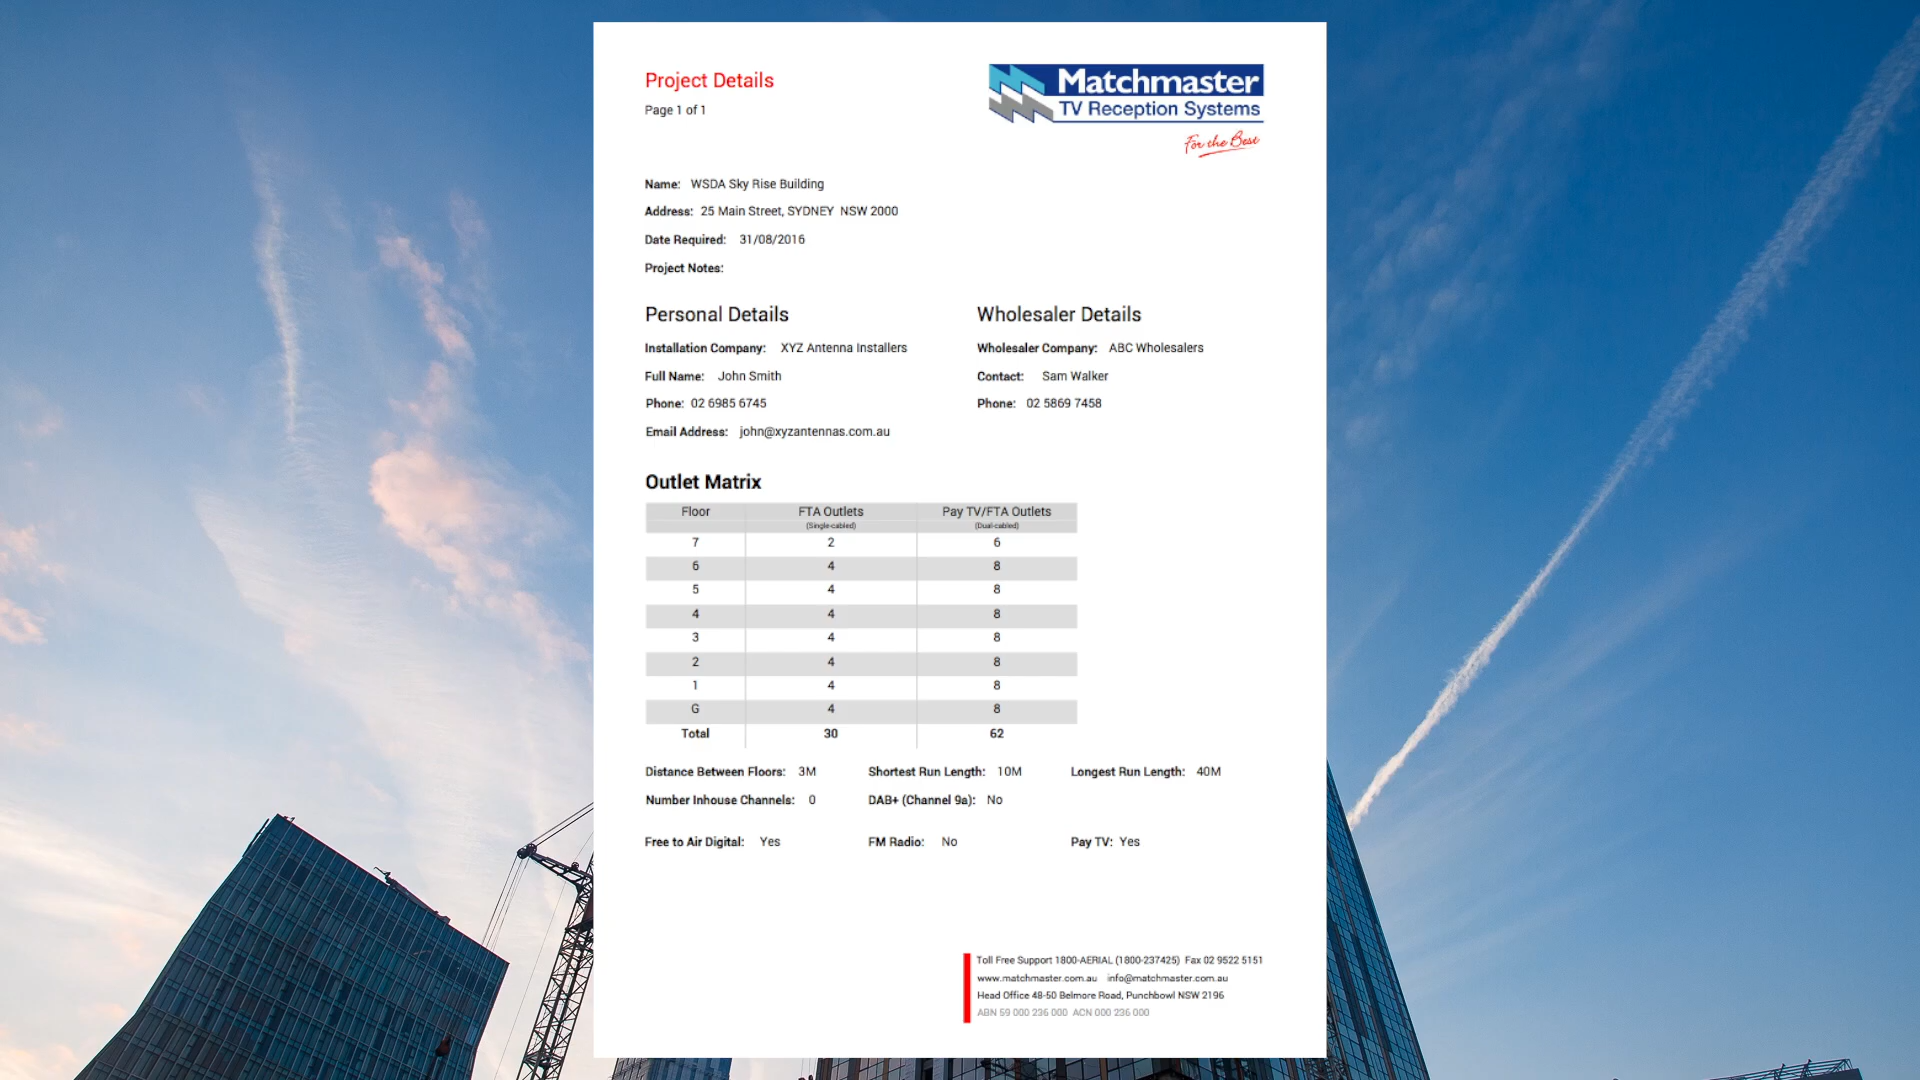 Project Details
Page 1 of 1
Matchmaster
TV Reception Systems
For the Best
Name: WSDA Sky Rise Building
Address: 25 Main Street, SYDNEY NSW 2000
Date Required: 31/08/2016
Project Notes:
Personal Details
Installation Company: XYZ Antenna Installers
Full Name: John Smith
Phone: 02 6985 6745
Email Address: john@xyzantennas.com.au
Wholesaler Details
Wholesaler Company: ABC Wholesalers
Contact: Sam Walker
Phone: 02 5869 7458
Outlet Matrix
Floor FTA Outlets Pay TV/FTA Outlets
(Single-cabled) (Dual-cabled)
7 2 6
6 4 8
5 4 8
4 4 8
3 4 8
2 4 8
1 4 8
G 4 8
Total 30 62
Distance Between Floors: 3M Shortest Run Length: 10M Longest Run Length: 40M
Number Inhouse Channels: 0 DAB+ (Channel 9a): No
Free to Air Digital: Yes FM Radio: No Pay TV: Yes
Toll Free Support 1800-AERIAL (1800-237425) Fax 02 9522 5151
www.matchmaster.com.au info@matchmaster.com.au
Head Office 48-50 Belmore Road, Punchbowl NSW 2196
ABN 59 000 236 000 ACN 000 236 000